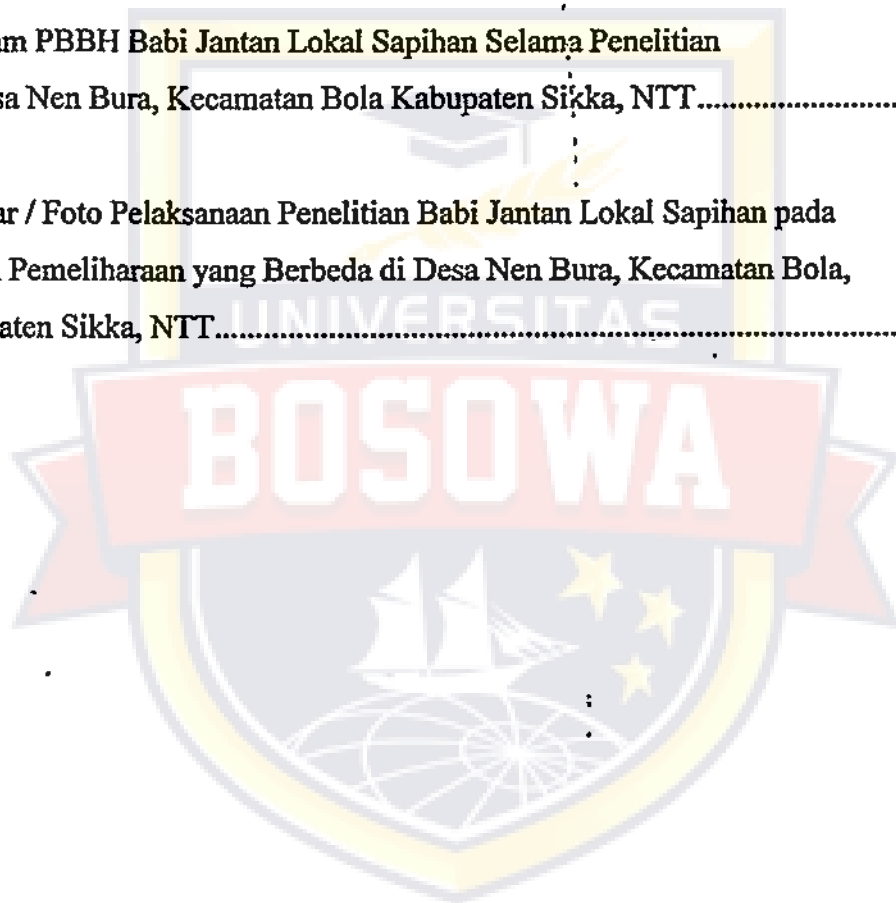 am PBBH Babi Jantan Lokal Sapihan Selama Penelitian
sa Nen Bura, Kecamatan Bola Kabupaten Sikka, NTT........................
ar / Foto Pelaksanaan Penelitian Babi Jantan Lokal Sapihan pada
Pemeliharaan yang Berbeda di Desa Nen Bura, Kecamatan Bola,
aten Sikka, NTT................................................................................
UNIVERSITAS
BOSOWA